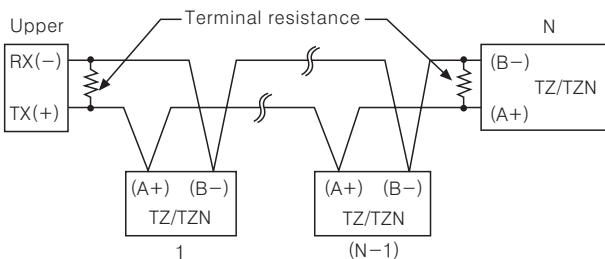 Upper
Terminal resistance
N
RX(−)
TX(+)
(B−)
TZ/TZN
(A+)
(A+) (B−)
TZ/TZN
1
(A+) (B−)
TZ/TZN
(N−1)